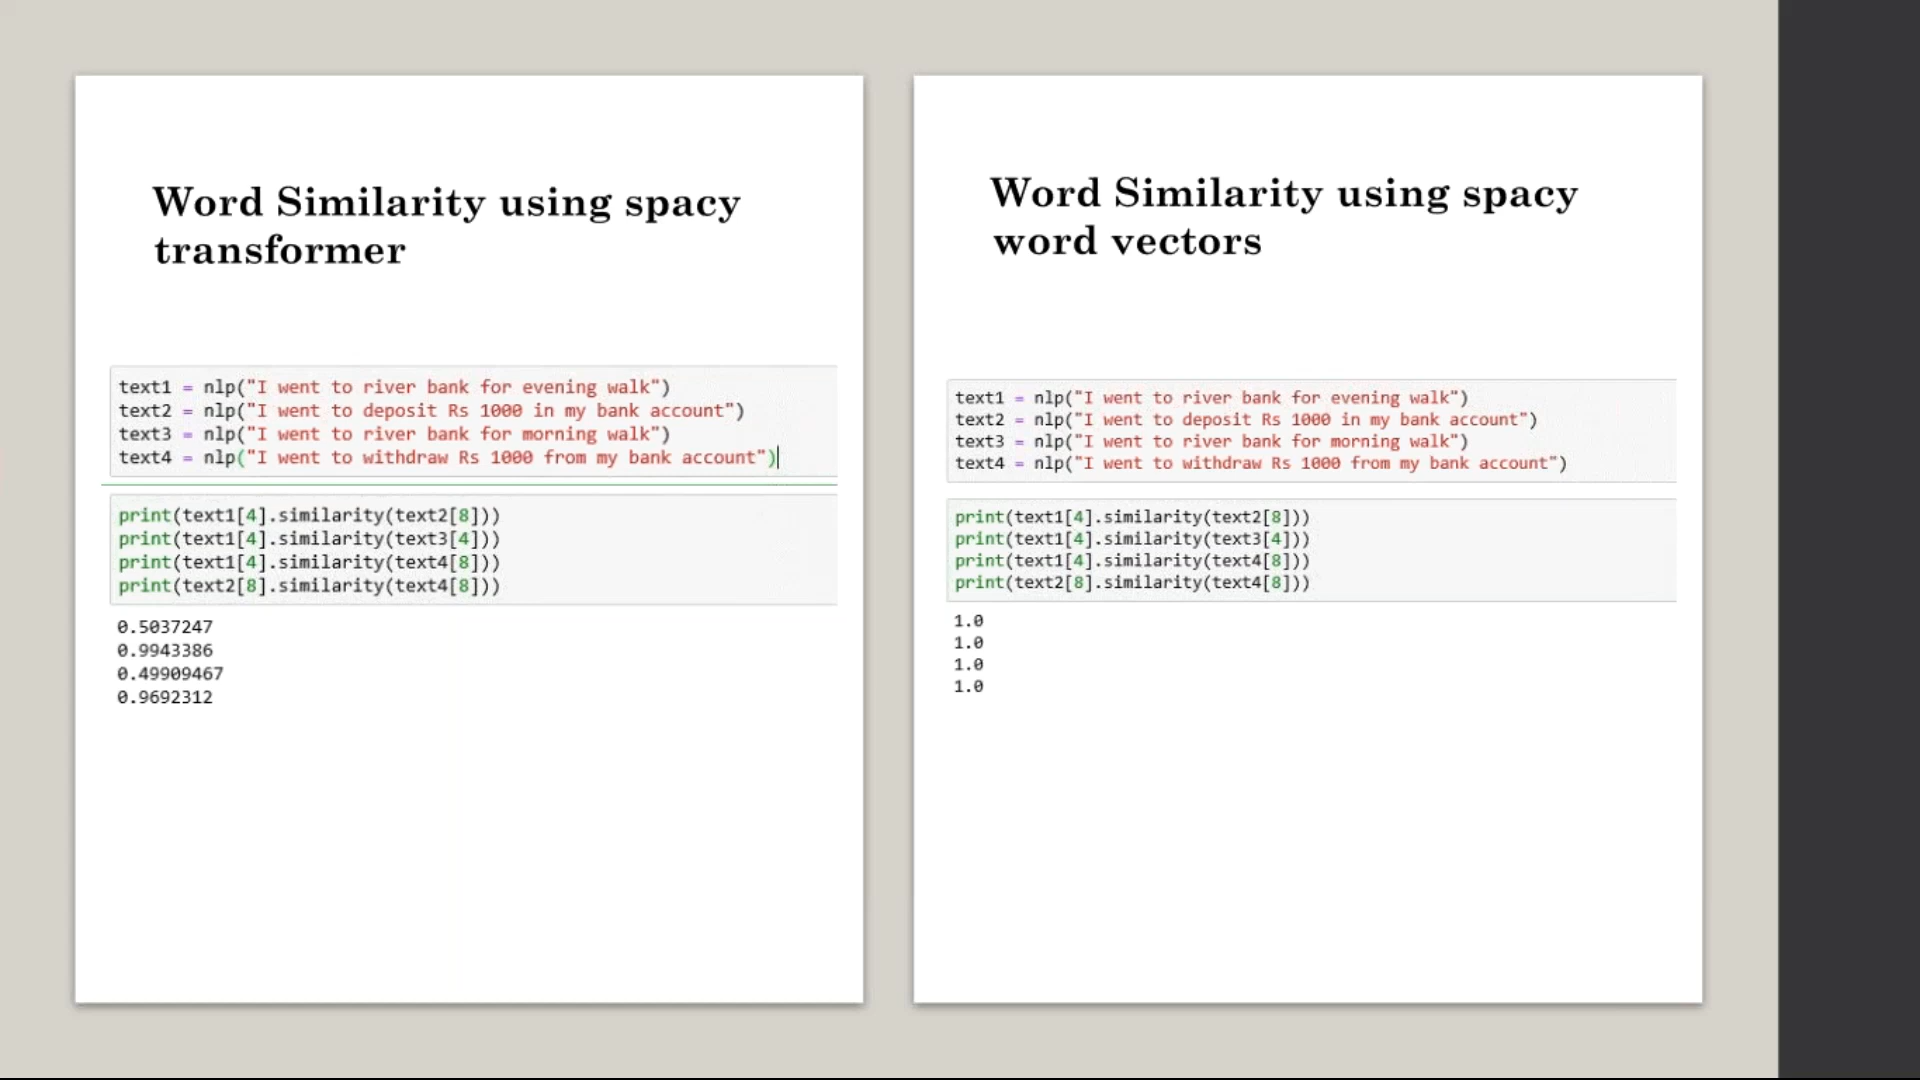 Word Similarity using spacy
transformer
text1 = nlp("I went to river bank for evening walk")
text2 = nlp("I went to deposit Rs 1000 in my bank account")
text3 = nlp("I went to river bank for morning walk")
text4 = nlp("I went to withdraw Rs 1000 from my bank account")
print(text1[4].similarity(text2[8]))
print(text1[4].similarity(text3[4]))
print(text1[4].similarity(text4[8]))
print(text2[8].similarity(text4[8]))
0.5037247
0.9943386
0.49909467
0.9692312
Word Similarity using spacy
word vectors
text1 = nlp("I went to river bank for evening walk")
text2 = nlp("I went to deposit Rs 1000 in my bank account")
text3 = nlp("I went to river bank for morning walk")
text4 = nlp("I went to withdraw Rs 1000 from my bank account")
print(text1[4].similarity(text2[8]))
print(text1[4].similarity(text3[4]))
print(text1[4].similarity(text4[8]))
print(text2[8].similarity(text4[8]))
1.0
1.0
1.0
1.0